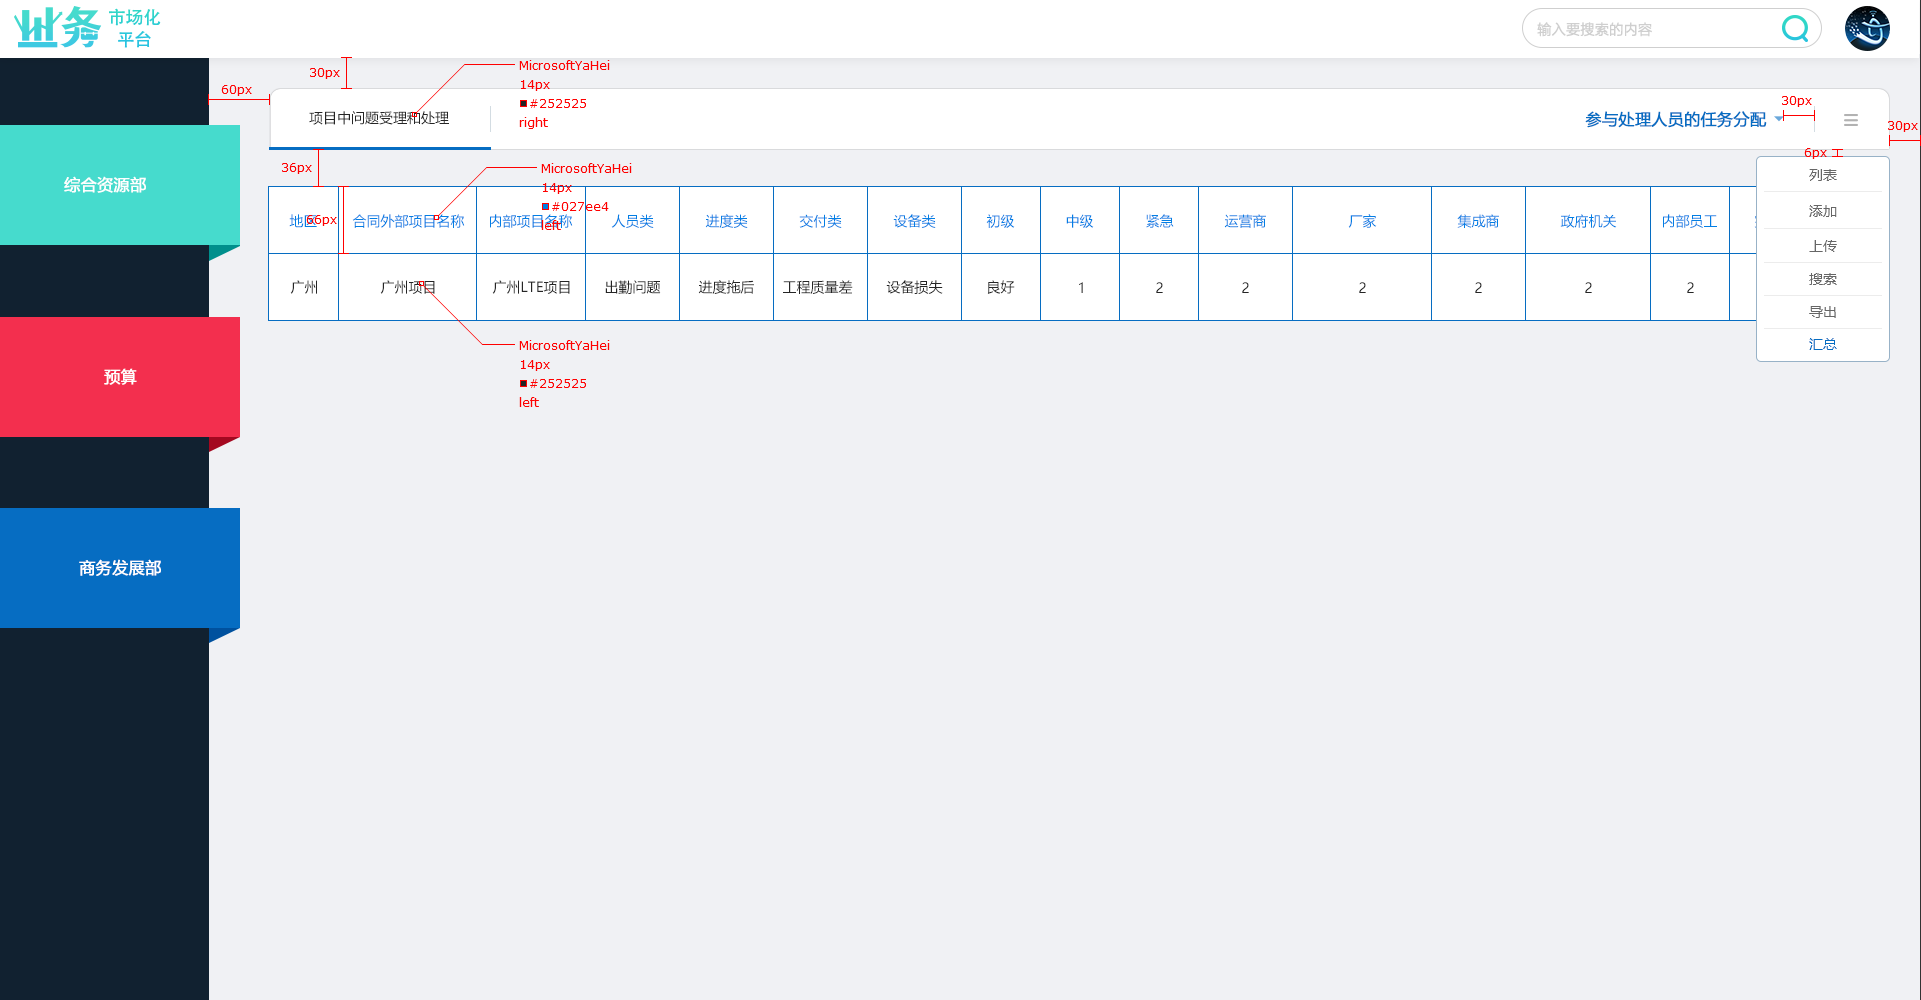 业务 市场化
平台
输入要搜索的内容
30px
MicrosoftYaHei
14px
#252525
right
60px
项目中问题受理和处理
参与处理人员的任务分配
30px
30px
6px
36px
MicrosoftYaHei
14px
#027ee4
left
66px
综合资源部
预算
商务发展部
地区 合同外部项目名称 内部项目名称 人员类 进度类 交付类 设备类 初级 中级 紧急 运营商 厂家 集成商 政府机关 内部员工
广州 广州项目 广州LTE项目 出勤问题 进度拖后 工程质量差 设备损失 良好 1 2 2 2 2 2 2
列表
添加
上传
搜索
导出
汇总
MicrosoftYaHei
14px
#252525
left